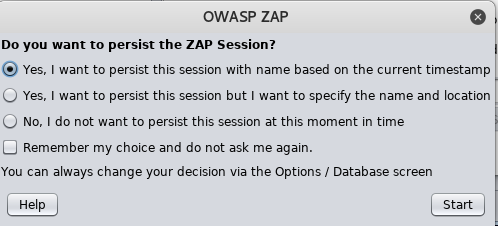 OWASP ZAP
Do you want to persist the ZAP Session?
Yes, I want to persist this session with name based on the current timestamp
Yes, I want to persist this session but I want to specify the name and location
No, I do not want to persist this session at this moment in time
Remember my choice and do not ask me again.
You can always change your decision via the Options / Database screen
Help
Start